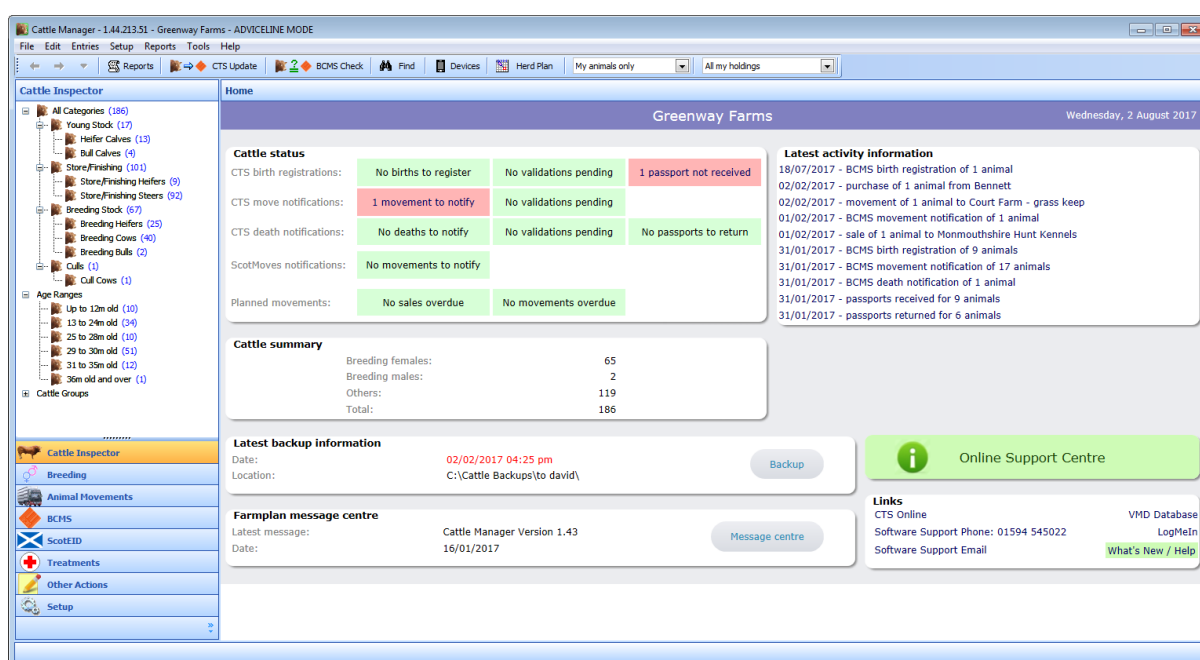 Cattle Manager - 1.44.213.51 - Greenway Farms - ADVICELINE MODE
File Edit Entries Setup Reports Tools Help
Reports CTS Update BCMS Check Find Devices Herd Plan My animals only All my holdings
Cattle Inspector
All Categories (186)
Young Stock (17)
Heifer Calves (13)
Bull Calves (4)
Store/Finishing (101)
Store/Finishing Heifers (9)
Store/Finishing Steers (92)
Breeding Stock (67)
Breeding Heifers (25)
Breeding Cows (40)
Breeding Bulls (2)
Culls (1)
Cull Cows (1)
Age Ranges
Up to 12m old (10)
13 to 24m old (34)
25 to 28m old (10)
29 to 30m old (51)
31 to 35m old (12)
36m old and over (1)
Cattle Groups
Cattle Inspector
Breeding
Animal Movements
BCMS
ScotEID
Treatments
Other Actions
Setup
Home
Greenway Farms Wednesday, 2 August 2017
Cattle status
CTS birth registrations: No births to register No validations pending 1 passport not received
CTS move notifications: 1 movement to notify No validations pending
CTS death notifications: No deaths to notify No validations pending No passports to return
ScotMoves notifications: No movements to notify
Planned movements: No sales overdue No movements overdue
Latest activity information
18/07/2017 - BCMS birth registration of 1 animal
02/02/2017 - purchase of 1 animal from Bennett
02/02/2017 - movement of 1 animal to Court Farm - grass keep
01/02/2017 - BCMS movement notification of 1 animal
01/02/2017 - sale of 1 animal to Monmouthshire Hunt Kennels
31/01/2017 - BCMS birth registration of 9 animals
31/01/2017 - BCMS movement notification of 17 animals
31/01/2017 - BCMS death notification of 1 animal
31/01/2017 - passports received for 9 animals
31/01/2017 - passports returned for 6 animals
Cattle summary
Breeding females: 65
Breeding males: 2
Others: 119
Total: 186
Latest backup information
Date: 02/02/2017 04:25 pm
Location: C:\Cattle Backups\to david\
Backup
Online Support Centre
Farmplan message centre
Latest message: Cattle Manager Version 1.43
Date: 16/01/2017
Message centre
Links
CTS Online VMD Database
Software Support Phone: 01594 545022 LogMeIn
Software Support Email What's New / Help